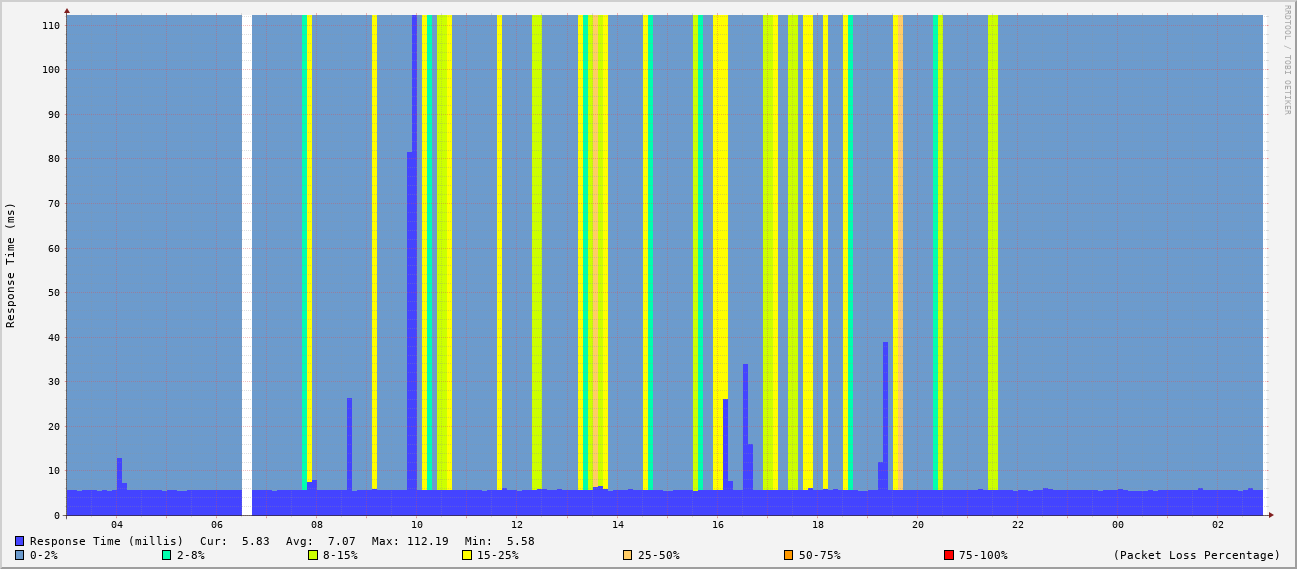 110
100
90
80
70
60
50
40
30
20
10
0
Response Time (ms)
04 06 08 10 12 14 16 18 20 22 00 02
Response Time (millis) Cur: 5.83 Avg: 7.07 Max: 112.19 Min: 5.58
0-2% 2-8% 8-15% 15-25% 25-50% 50-75% 75-100% (Packet Loss Percentage)
RRDTOOL / TOBI OETIKER